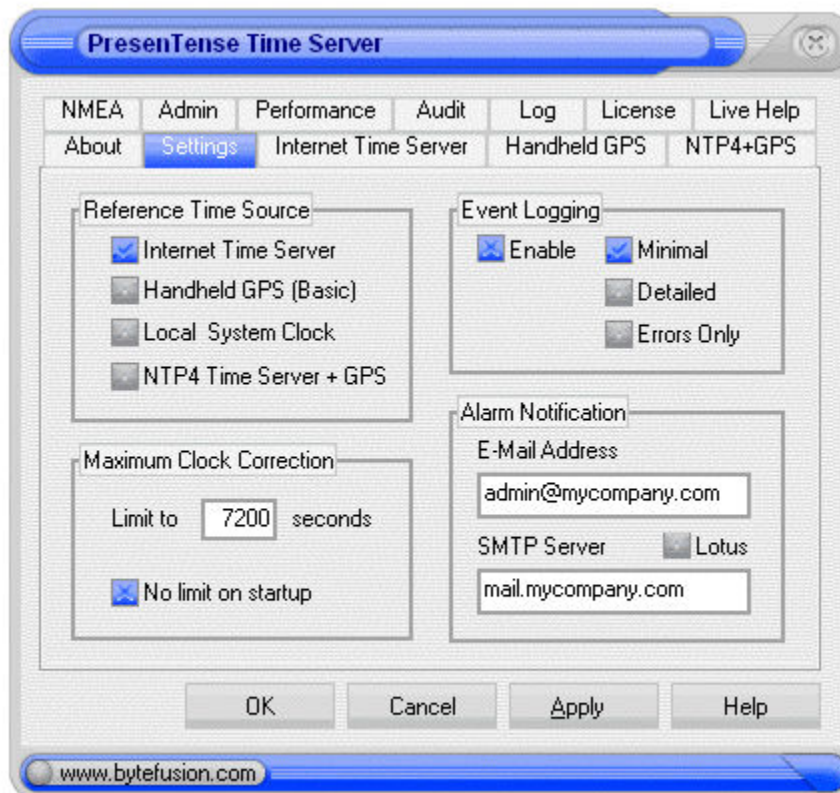 PresenTense Time Server
NMEA Admin Performance Audit Log License Live Help
About Settings Internet Time Server Handheld GPS NTP4+GPS
Reference Time Source
Internet Time Server
Handheld GPS (Basic)
Local System Clock
NTP4 Time Server + GPS
Maximum Clock Correction
Limit to 7200 seconds
No limit on startup
Event Logging
Enable Minimal
Detailed
Errors Only
Alarm Notification
E-Mail Address
admin@mycompany.com
SMTP Server Lotus
mail.mycompany.com
OK Cancel Apply Help
www.bytefusion.com